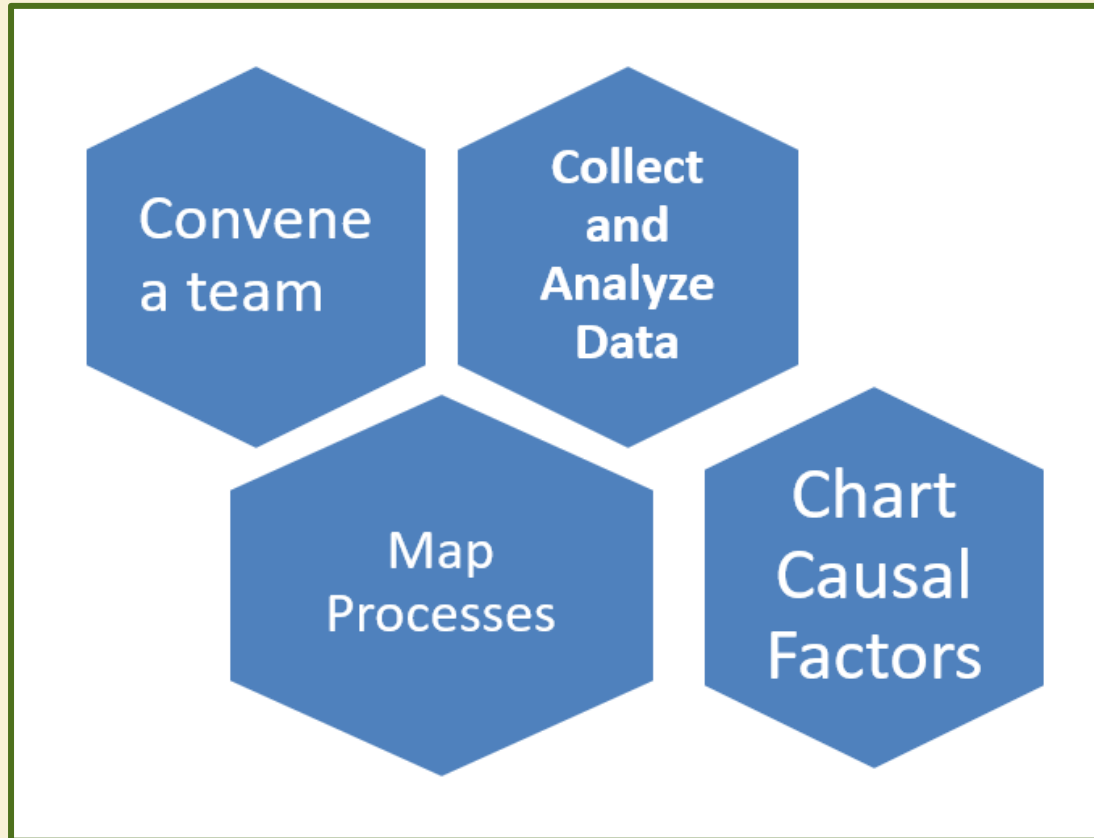 Convene
a team
Collect
and
Analyze
Data
Map
Processes
Chart
Causal
Factors